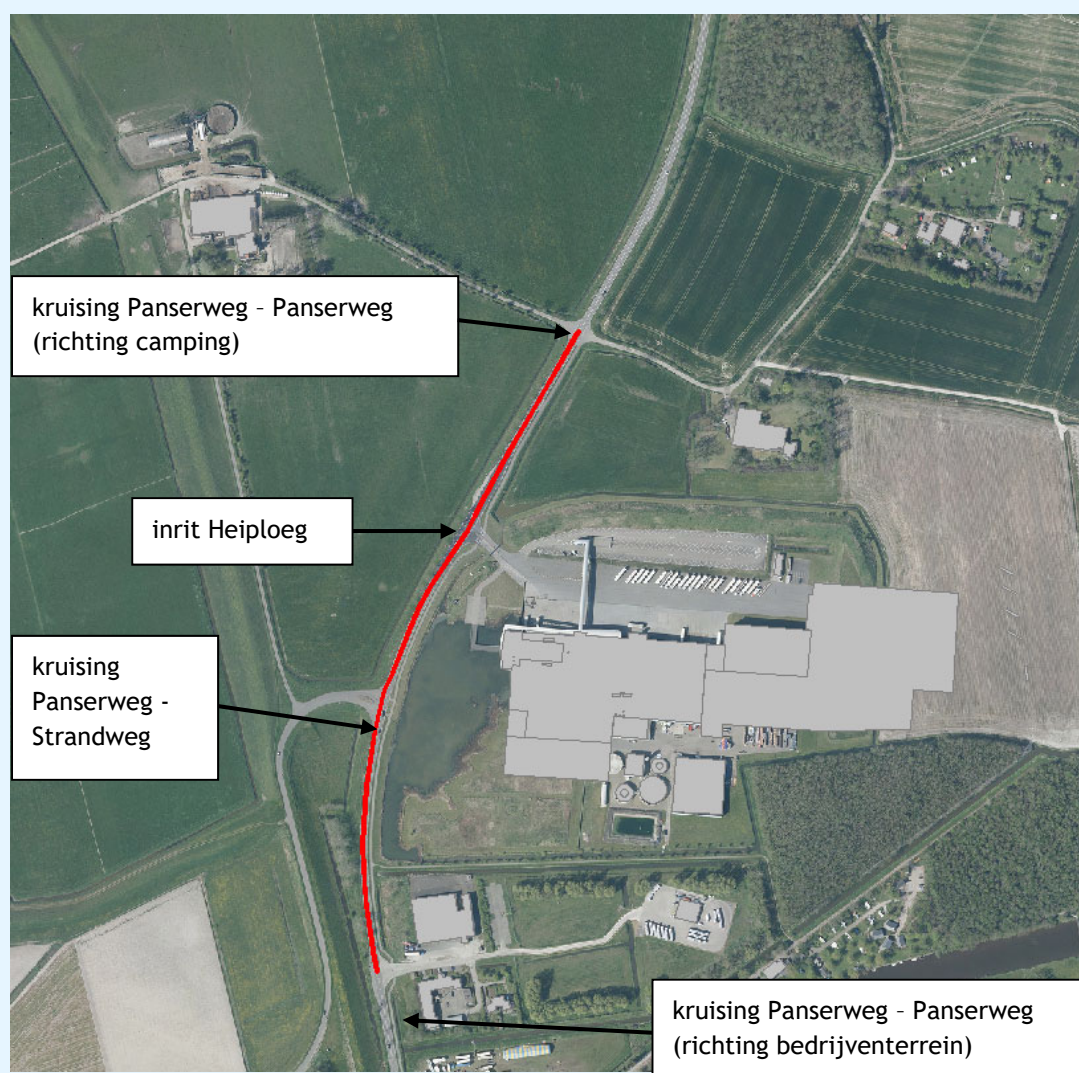 kruising Panserweg – Panserweg
(richting camping)
inrit Heiploeg
kruising
Panserweg -
Strandweg
kruising Panserweg – Panserweg
(richting bedrijventerrein)